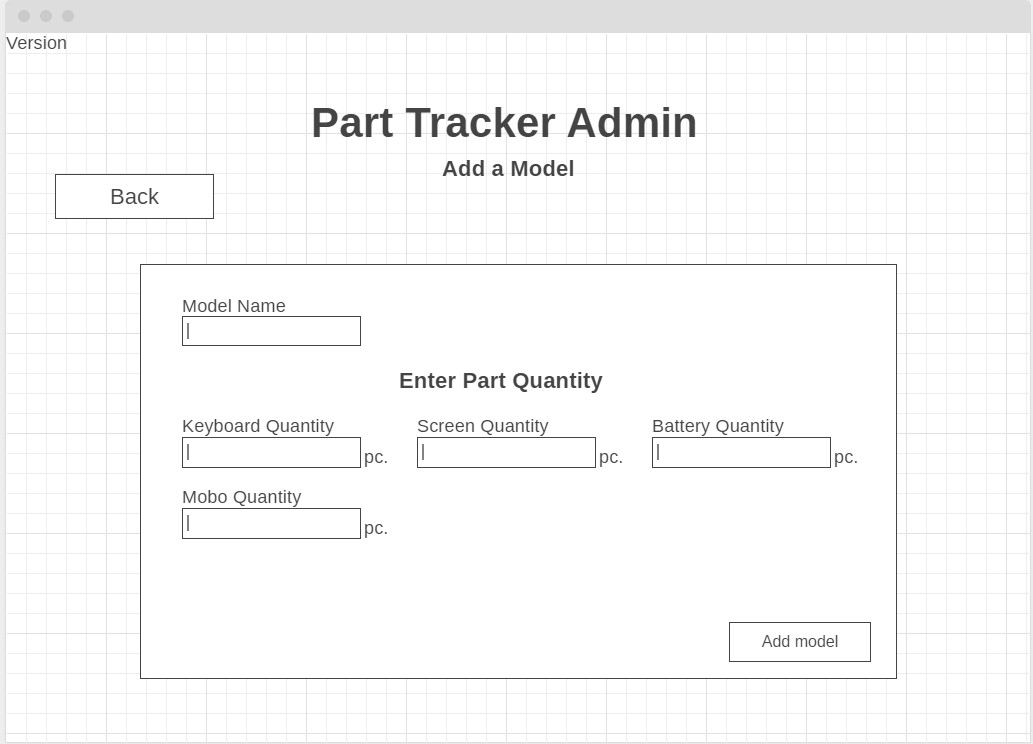 Version
Part Tracker Admin
Add a Model
Back
Model Name
Enter Part Quantity
Keyboard Quantity Screen Quantity Battery Quantity
pc. pc. pc.
Mobo Quantity
pc.
Add model